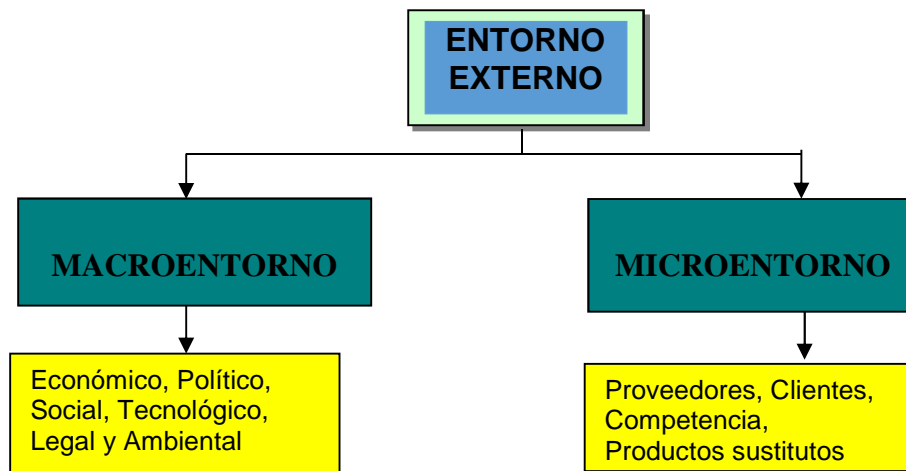 ENTORNO
EXTERNO
MACROENTORNO
MICROENTORNO
Económico, Político,
Social, Tecnológico,
Legal y Ambiental
Proveedores, Clientes,
Competencia,
Productos sustitutos